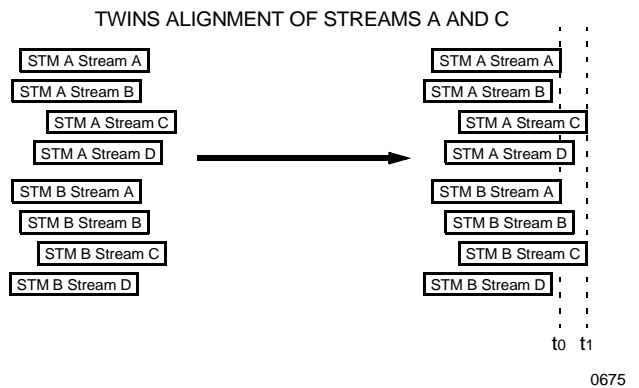 TWINS ALIGNMENT OF STREAMS A AND C
STM A Stream A
STM A Stream B
STM A Stream C
STM A Stream D
STM B Stream A
STM B Stream B
STM B Stream C
STM B Stream D
STM A Stream A
STM A Stream B
STM A Stream C
STM A Stream D
STM B Stream A
STM B Stream B
STM B Stream C
STM B Stream D
t0 t1
0675